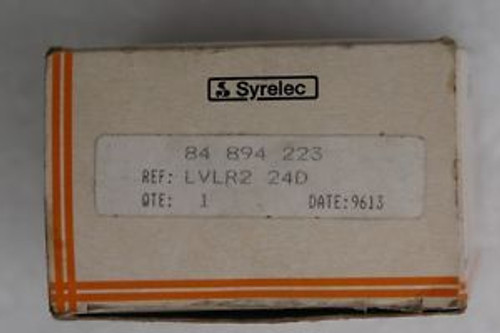 Syrelec
84 894 223
REF: LVLR2 24D
QTE: 1 DATE:9613